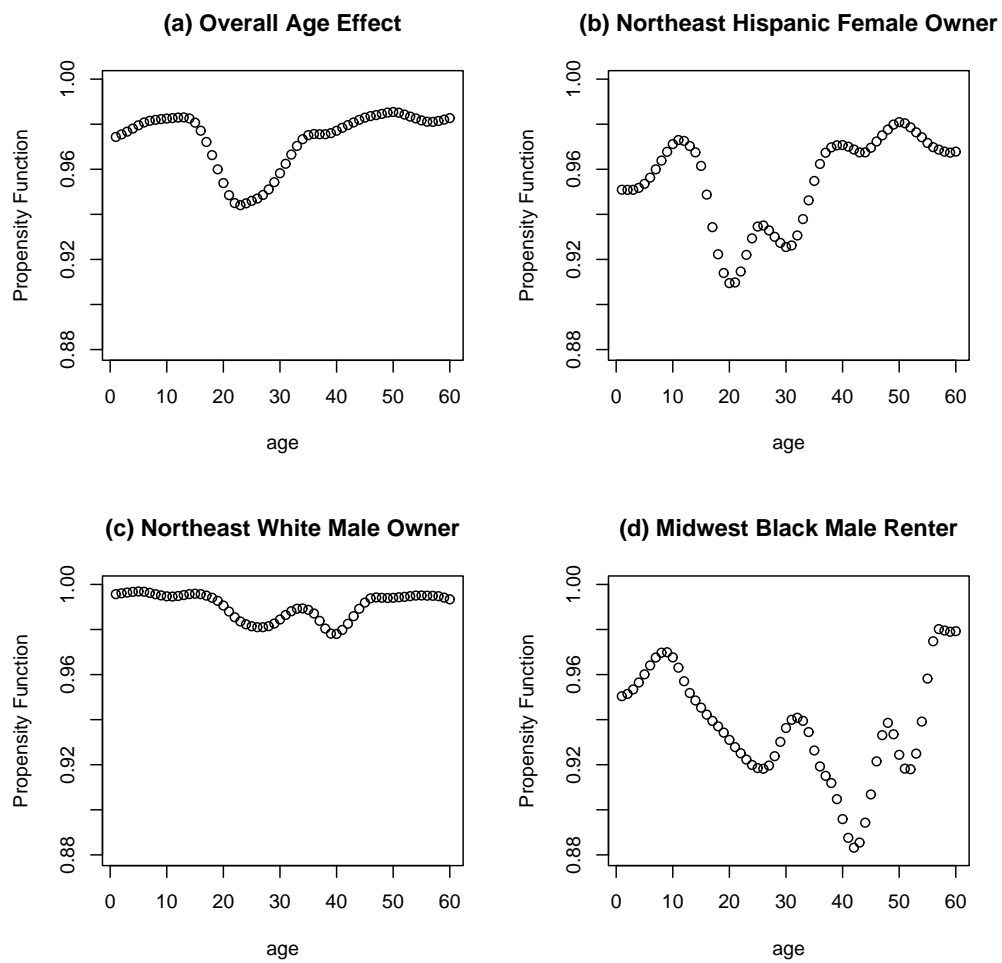 (a) Overall Age Effect
Propensity Function
1.00
0.96
0.92
0.88
0 10 20 30 40 50 60
age
(b) Northeast Hispanic Female Owner
Propensity Function
1.00
0.96
0.92
0.88
0 10 20 30 40 50 60
age
(c) Northeast White Male Owner
Propensity Function
1.00
0.96
0.92
0.88
0 10 20 30 40 50 60
age
(d) Midwest Black Male Renter
Propensity Function
1.00
0.96
0.92
0.88
0 10 20 30 40 50 60
age